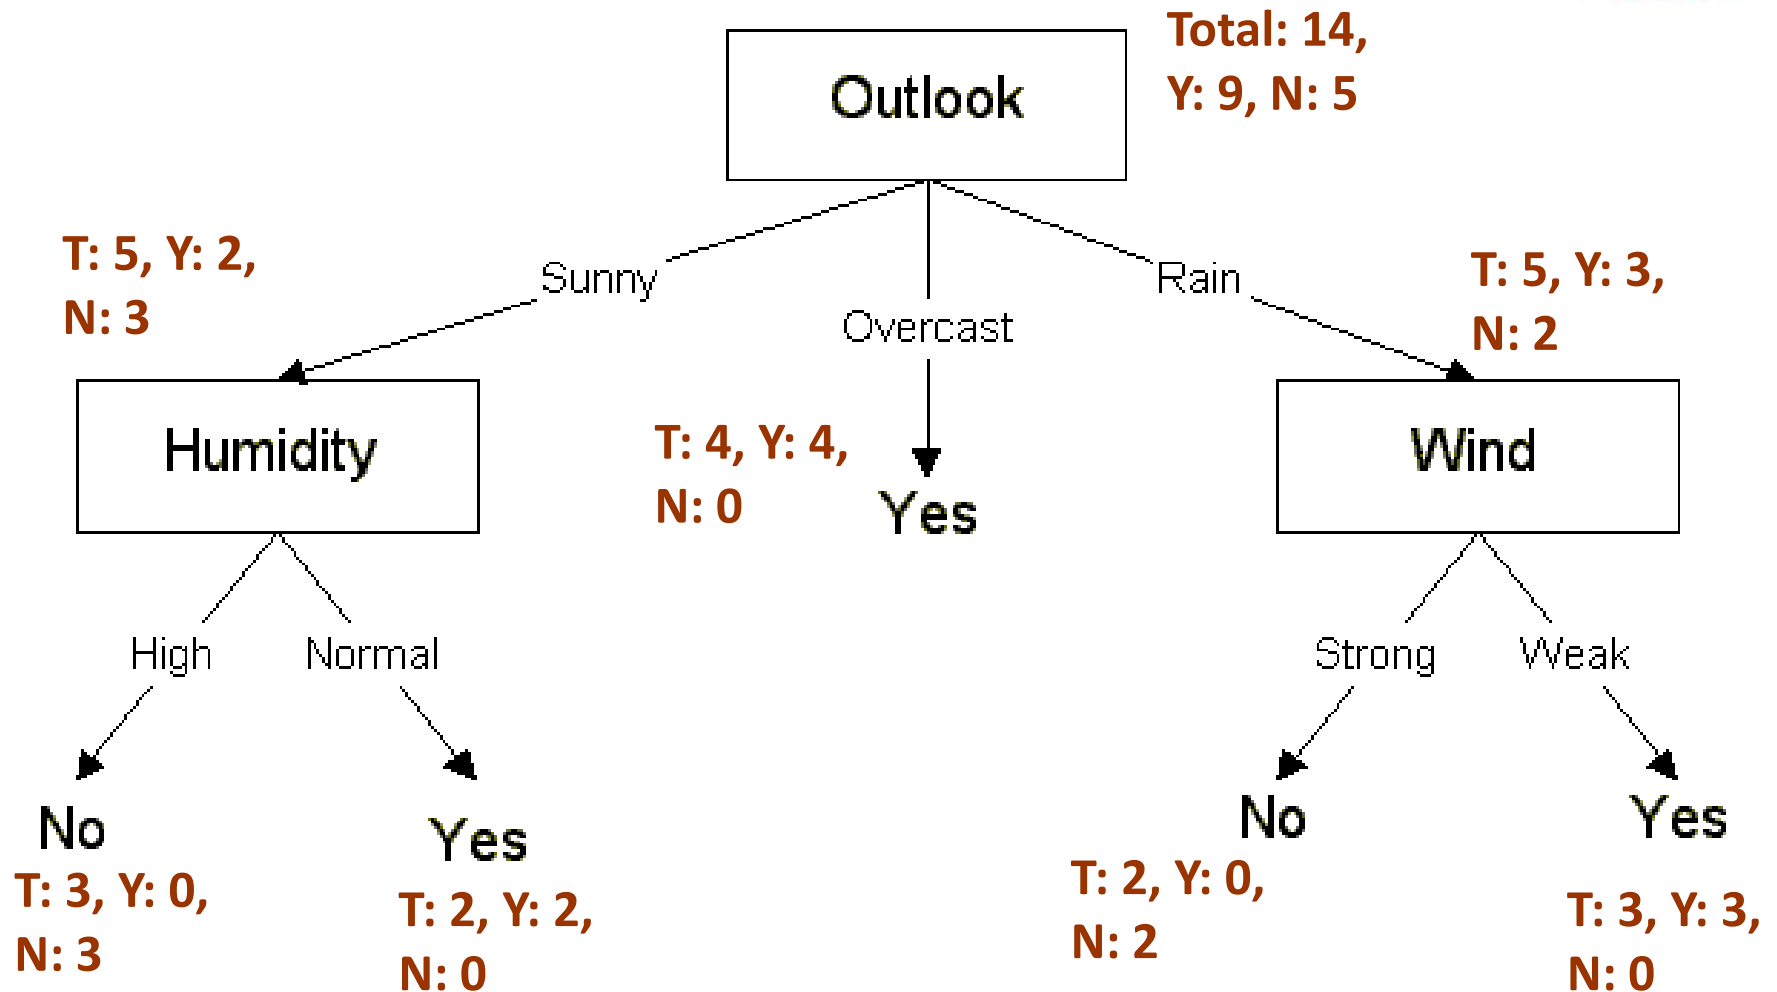 Total: 14,
Y: 9, N: 5
Outlook
T: 5, Y: 2,
N: 3
Sunny
Overcast
Rain
T: 5, Y: 3,
N: 2
Humidity
T: 4, Y: 4,
N: 0
Yes
Wind
High
Normal
Strong
Weak
No
T: 3, Y: 0,
N: 3
Yes
T: 2, Y: 2,
N: 0
No
T: 2, Y: 0,
N: 2
Yes
T: 3, Y: 3,
N: 0